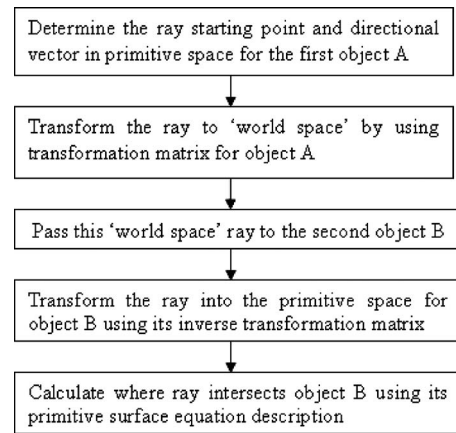 Determine the ray starting point and directional
vector in primitive space for the first object A
Transform the ray to ‘world space’ by using
transformation matrix for object A
Pass this ‘world space’ ray to the second object B
Transform the ray into the primitive space for
object B using its inverse transformation matrix
Calculate where ray intersects object B using its
primitive surface equation description